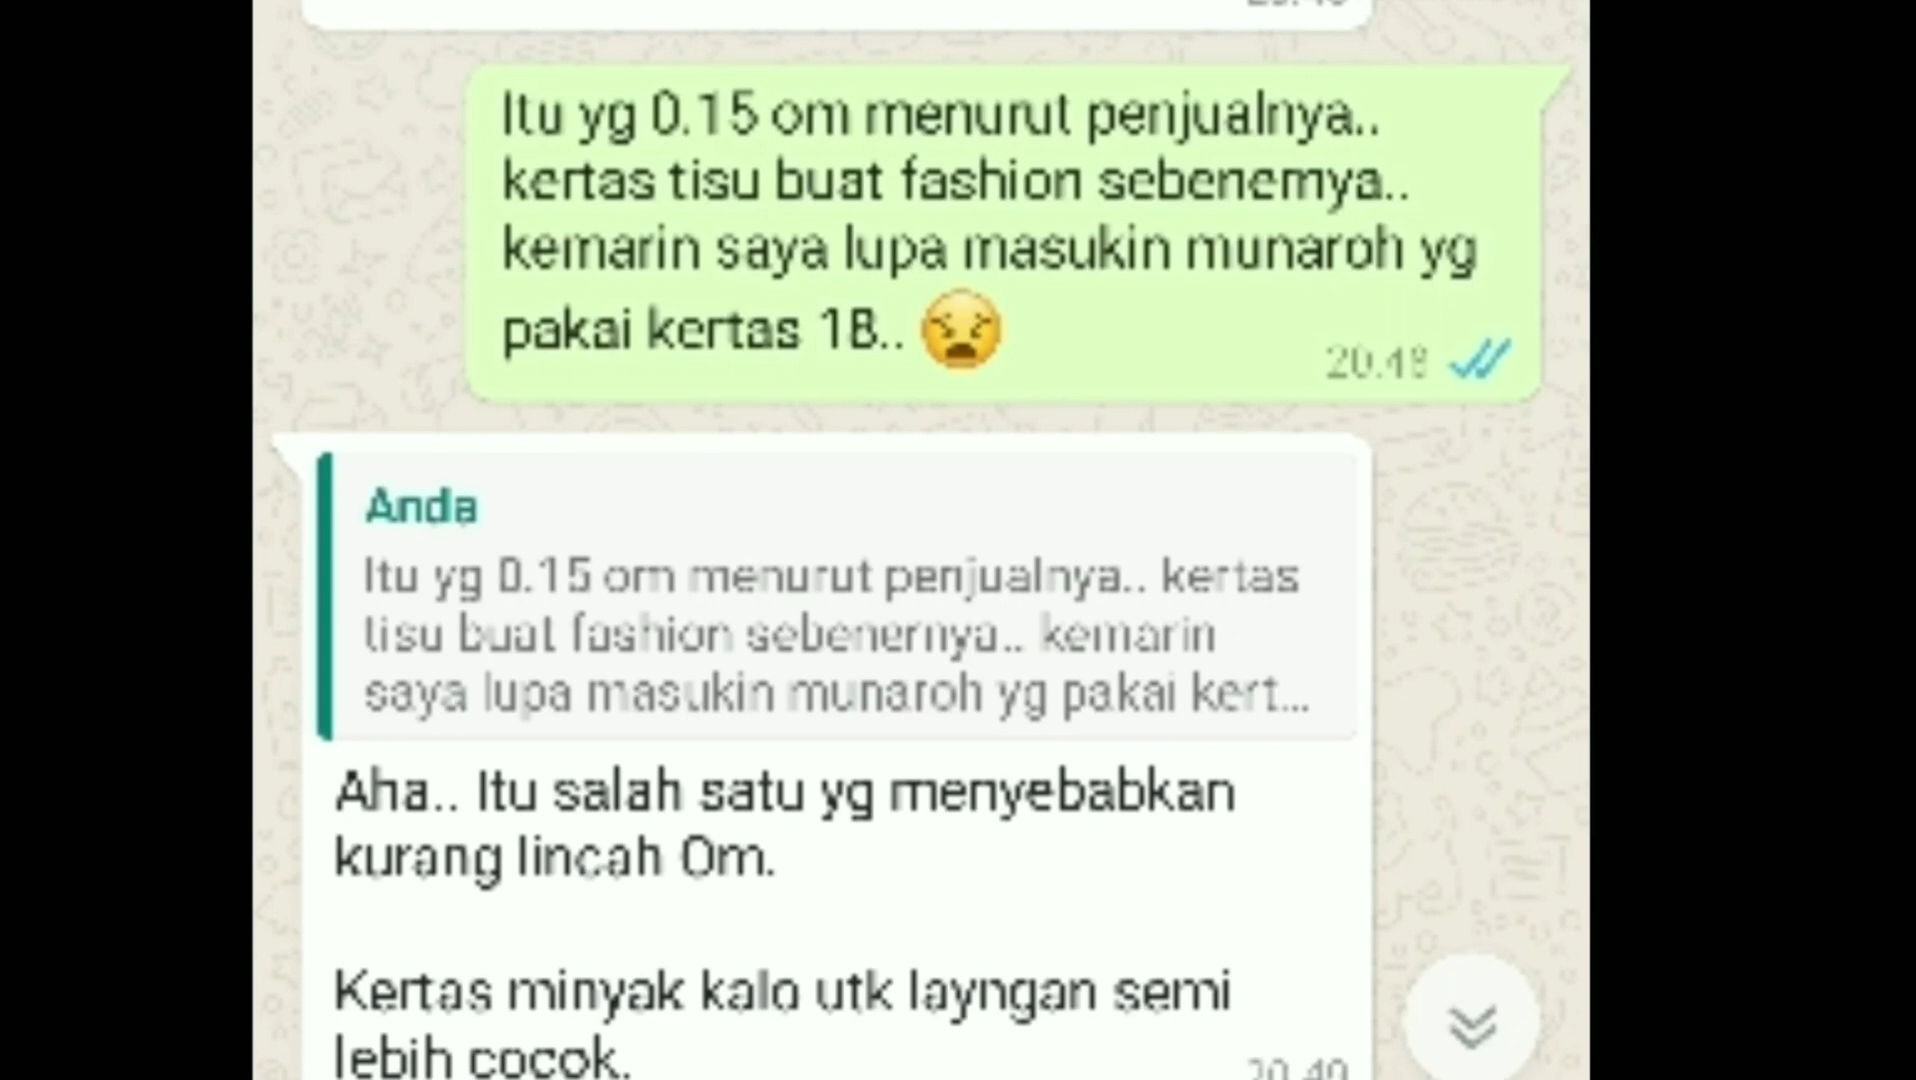 Itu yg 0.15 om menurut penjualnya..
kertas tisu buat fashion sebenernya..
kemarin saya lupa masukin munaroh yg
pakai kertas 18.. 😫
20.48
Anda
Itu yg 0.15 om menurut penjualnya.. kertas
tisu buat fashion sebenernya.. kemarin
saya lupa masukin munaroh yg pakai kert...
Aha.. Itu salah satu yg menyebabkan
kurang lincah Om.
Kertas minyak kalo utk layngan semi
lebih cocok.
20.49